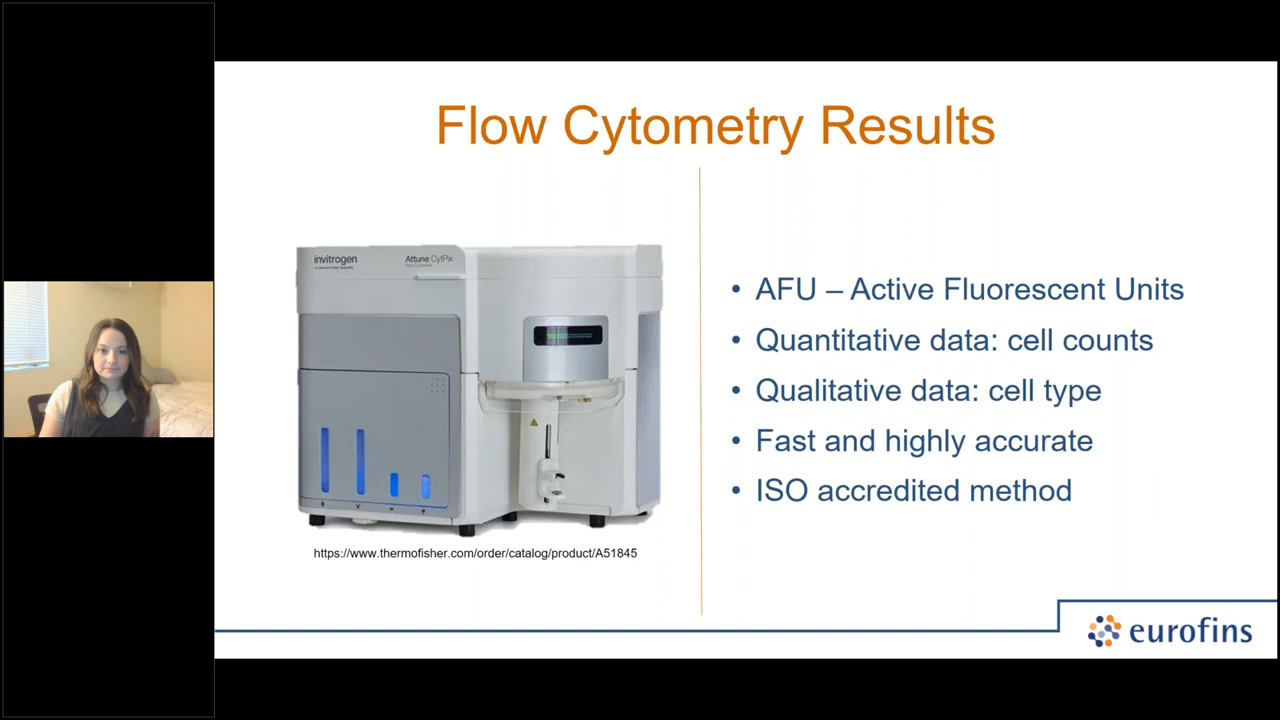 Flow Cytometry Results
invitrogen
Attune CytPix
• AFU – Active Fluorescent Units
• Quantitative data: cell counts
• Qualitative data: cell type
• Fast and highly accurate
• ISO accredited method
https://www.thermofisher.com/order/catalog/product/A51845
eurofins